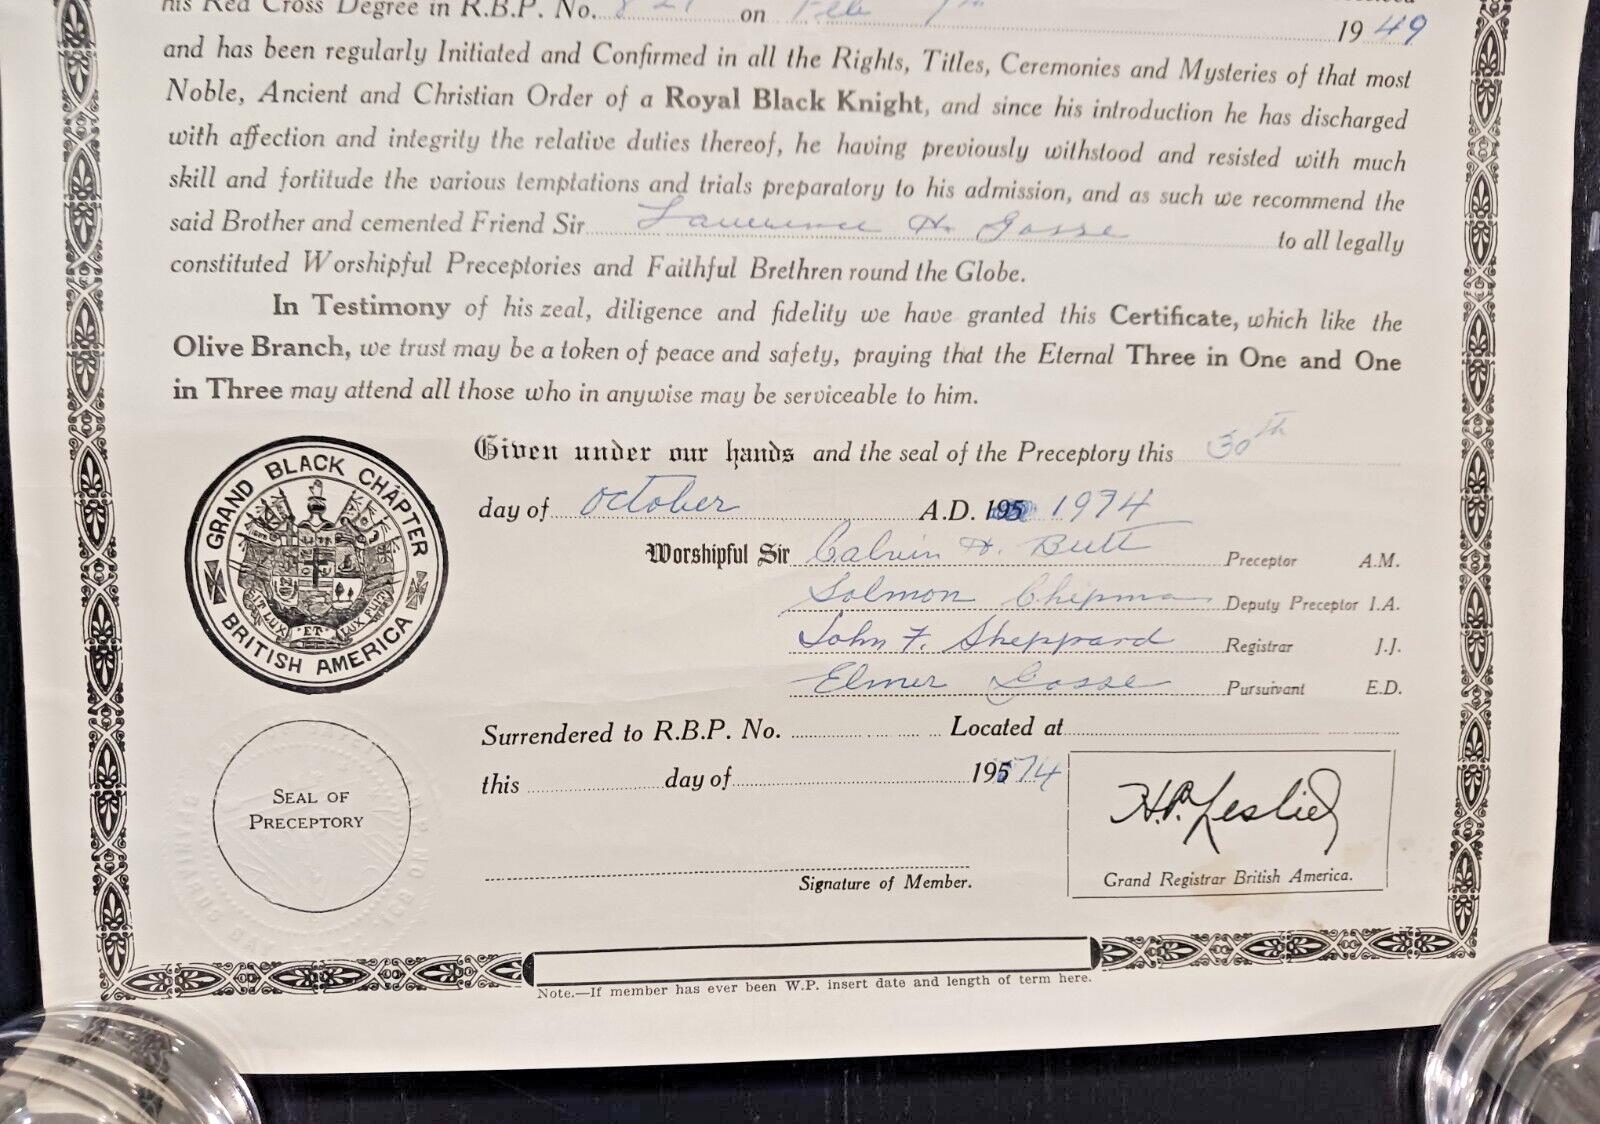 his Red Cross Degree in R.B.P. No. on Feb 1949
and has been regularly Initiated and Confirmed in all the Rights, Titles, Ceremonies and Mysteries of that most
Noble, Ancient and Christian Order of a Royal Black Knight, and since his introduction he has discharged
with affection and integrity the relative duties thereof, he having previously withstood and resisted with much
skill and fortitude the various temptations and trials preparatory to his admission, and as such we recommend the
said Brother and cemented Friend Sir Lawrence H. Gosse to all legally
constituted Worshipful Preceptories and Faithful Brethren round the Globe.
In Testimony of his zeal, diligence and fidelity we have granted this Certificate, which like the
Olive Branch, we trust may be a token of peace and safety, praying that the Eternal Three in One and One
in Three may attend all those who in anywise may be serviceable to him.
Given under our hands and the seal of the Preceptory this 30th
day of October A.D. 195 1974
Worshipful Sir Calvin H. Butt Preceptor A.M.
Solmon Chipman Deputy Preceptor I.A.
John F. Sheppard Registrar J.J.
Elmer Gosse Pursuivant E.D.
GRAND BLACK CHAPTER
BRITISH AMERICA
SIT LUX ET LUX FUIT
Surrendered to R.B.P. No. Located at
this day of 195 74
SEAL OF
PRECEPTORY
H.R. Leslie
Signature of Member.
Grand Registrar British America.
Note.—If member has ever been W.P. insert date and length of term here.